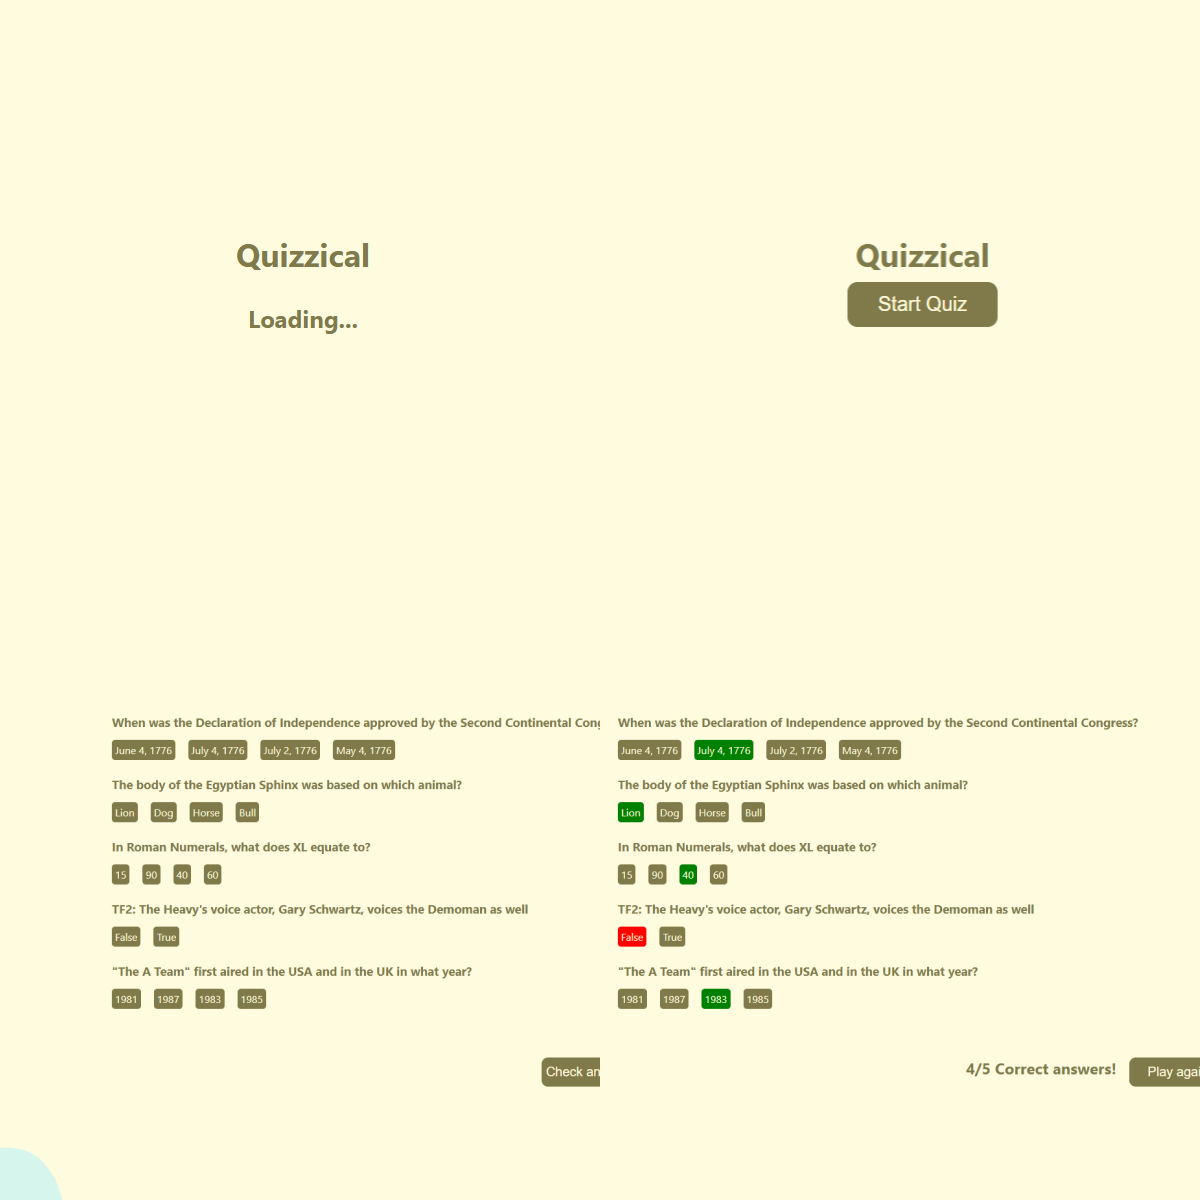 Quizzical
Loading...
Quizzical
Start Quiz
When was the Declaration of Independence approved by the Second Continental Cong
June 4, 1776 July 4, 1776 July 2, 1776 May 4, 1776
The body of the Egyptian Sphinx was based on which animal?
Lion Dog Horse Bull
In Roman Numerals, what does XL equate to?
15 90 40 60
TF2: The Heavy's voice actor, Gary Schwartz, voices the Demoman as well
False True
"The A Team" first aired in the USA and in the UK in what year?
1981 1987 1983 1985
Check an
When was the Declaration of Independence approved by the Second Continental Congress?
June 4, 1776 July 4, 1776 July 2, 1776 May 4, 1776
The body of the Egyptian Sphinx was based on which animal?
Lion Dog Horse Bull
In Roman Numerals, what does XL equate to?
15 90 40 60
TF2: The Heavy's voice actor, Gary Schwartz, voices the Demoman as well
False True
"The A Team" first aired in the USA and in the UK in what year?
1981 1987 1983 1985
4/5 Correct answers! Play agai